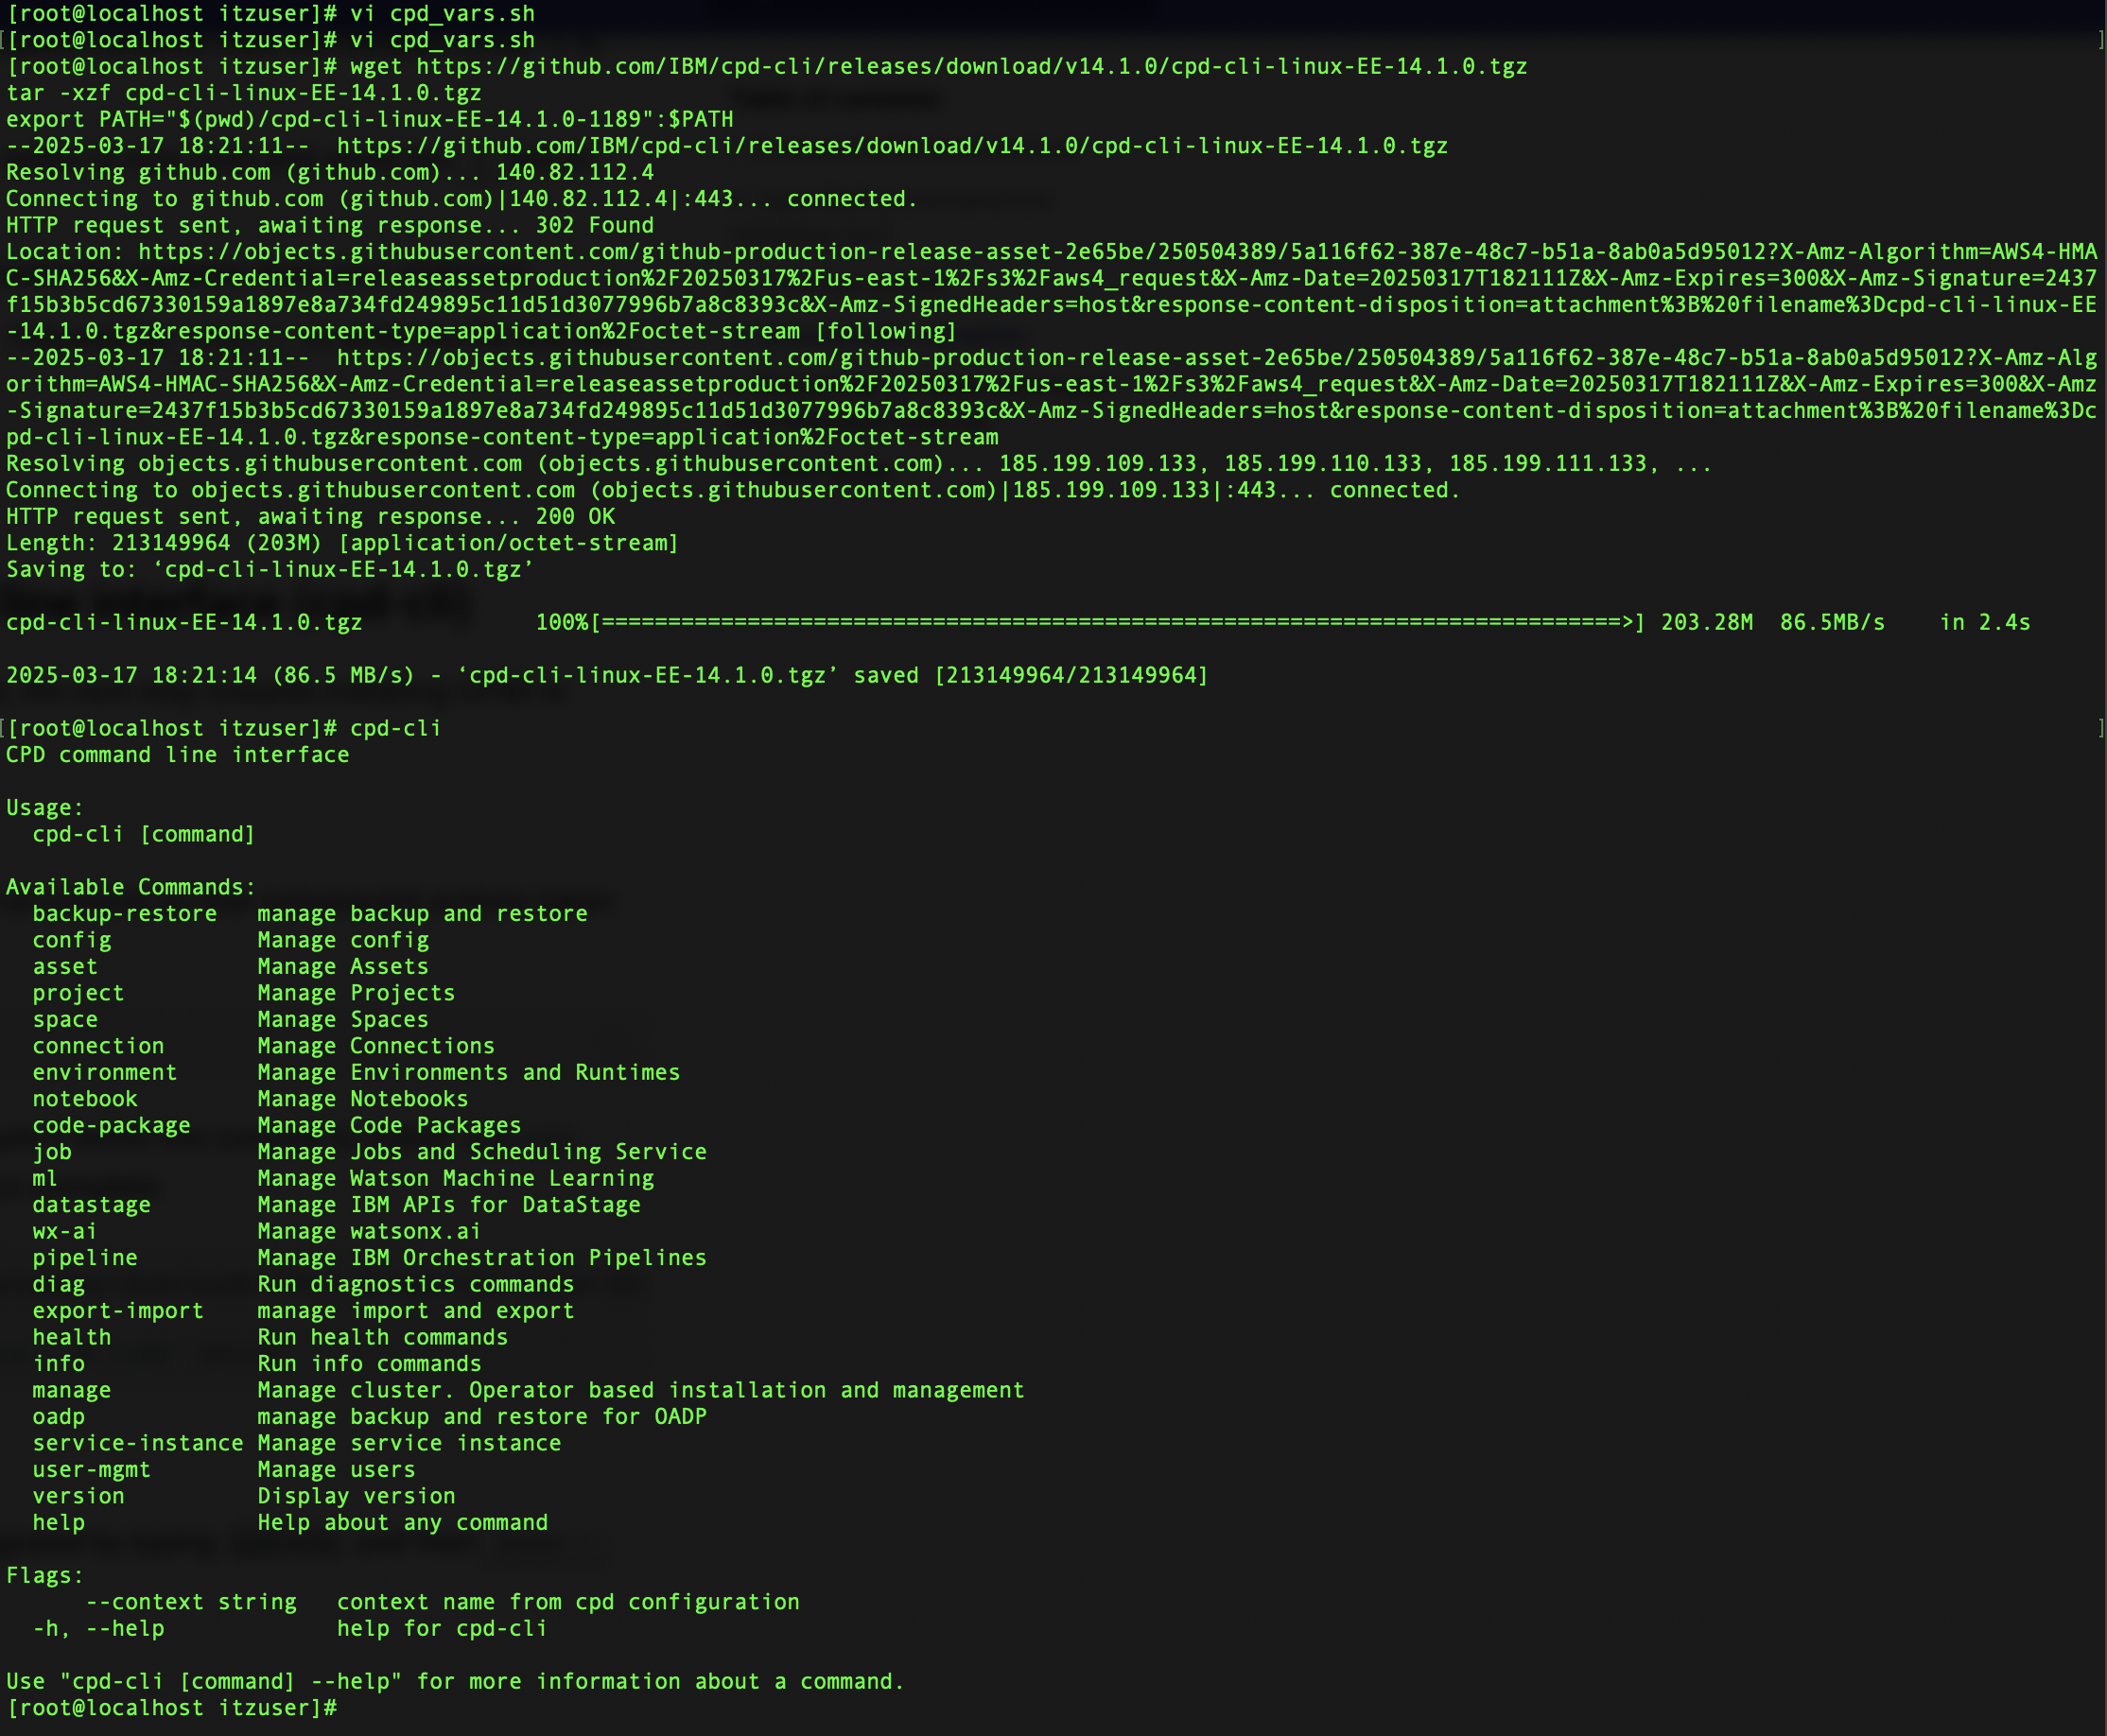 [root@localhost itzuser]# vi cpd_vars.sh
[[root@localhost itzuser]# vi cpd_vars.sh ]
[root@localhost itzuser]# wget https://github.com/IBM/cpd-cli/releases/download/v14.1.0/cpd-cli-linux-EE-14.1.0.tgz
tar -xzf cpd-cli-linux-EE-14.1.0.tgz
export PATH="$(pwd)/cpd-cli-linux-EE-14.1.0-1189":$PATH
--2025-03-17 18:21:11--  https://github.com/IBM/cpd-cli/releases/download/v14.1.0/cpd-cli-linux-EE-14.1.0.tgz
Resolving github.com (github.com)... 140.82.112.4
Connecting to github.com (github.com)|140.82.112.4|:443... connected.
HTTP request sent, awaiting response... 302 Found
Location: https://objects.githubusercontent.com/github-production-release-asset-2e65be/250504389/5a116f62-387e-48c7-b51a-8ab0a5d95012?X-Amz-Algorithm=AWS4-HMA
C-SHA256&X-Amz-Credential=releaseassetproduction%2F20250317%2Fus-east-1%2Fs3%2Faws4_request&X-Amz-Date=20250317T182111Z&X-Amz-Expires=300&X-Amz-Signature=2437
f15b3b5cd67330159a1897e8a734fd249895c11d51d3077996b7a8c8393c&X-Amz-SignedHeaders=host&response-content-disposition=attachment%3B%20filename%3Dcpd-cli-linux-EE
-14.1.0.tgz&response-content-type=application%2Foctet-stream [following]
--2025-03-17 18:21:11--  https://objects.githubusercontent.com/github-production-release-asset-2e65be/250504389/5a116f62-387e-48c7-b51a-8ab0a5d95012?X-Amz-Alg
orithm=AWS4-HMAC-SHA256&X-Amz-Credential=releaseassetproduction%2F20250317%2Fus-east-1%2Fs3%2Faws4_request&X-Amz-Date=20250317T182111Z&X-Amz-Expires=300&X-Amz
-Signature=2437f15b3b5cd67330159a1897e8a734fd249895c11d51d3077996b7a8c8393c&X-Amz-SignedHeaders=host&response-content-disposition=attachment%3B%20filename%3Dc
pd-cli-linux-EE-14.1.0.tgz&response-content-type=application%2Foctet-stream
Resolving objects.githubusercontent.com (objects.githubusercontent.com)... 185.199.109.133, 185.199.110.133, 185.199.111.133, ...
Connecting to objects.githubusercontent.com (objects.githubusercontent.com)|185.199.109.133|:443... connected.
HTTP request sent, awaiting response... 200 OK
Length: 213149964 (203M) [application/octet-stream]
Saving to: ‘cpd-cli-linux-EE-14.1.0.tgz’
cpd-cli-linux-EE-14.1.0.tgz             100%[=============================================================================>] 203.28M  86.5MB/s    in 2.4s
2025-03-17 18:21:14 (86.5 MB/s) - ‘cpd-cli-linux-EE-14.1.0.tgz’ saved [213149964/213149964]
[[root@localhost itzuser]# cpd-cli ]
CPD command line interface
Usage:
  cpd-cli [command]
Available Commands:
  backup-restore   manage backup and restore
  config           Manage config
  asset            Manage Assets
  project          Manage Projects
  space            Manage Spaces
  connection       Manage Connections
  environment      Manage Environments and Runtimes
  notebook         Manage Notebooks
  code-package     Manage Code Packages
  job              Manage Jobs and Scheduling Service
  ml               Manage Watson Machine Learning
  datastage        Manage IBM APIs for DataStage
  wx-ai            Manage watsonx.ai
  pipeline         Manage IBM Orchestration Pipelines
  diag             Run diagnostics commands
  export-import    manage import and export
  health           Run health commands
  info             Run info commands
  manage           Manage cluster. Operator based installation and management
  oadp             manage backup and restore for OADP
  service-instance Manage service instance
  user-mgmt        Manage users
  version          Display version
  help             Help about any command
Flags:
      --context string   context name from cpd configuration
  -h, --help             help for cpd-cli
Use "cpd-cli [command] --help" for more information about a command.
[root@localhost itzuser]#